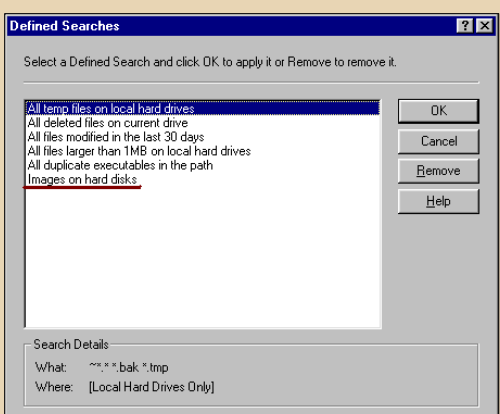 Defined Searches
Select a Defined Search and click OK to apply it or Remove to remove it.
All temp files on local hard drives
All deleted files on current drive
All files modified in the last 30 days
All files larger than 1MB on local hard drives
All duplicate executables in the path
Images on hard disks
OK
Cancel
Remove
Help
Search Details
What: ~*.* *.bak *.tmp
Where: [Local Hard Drives Only]